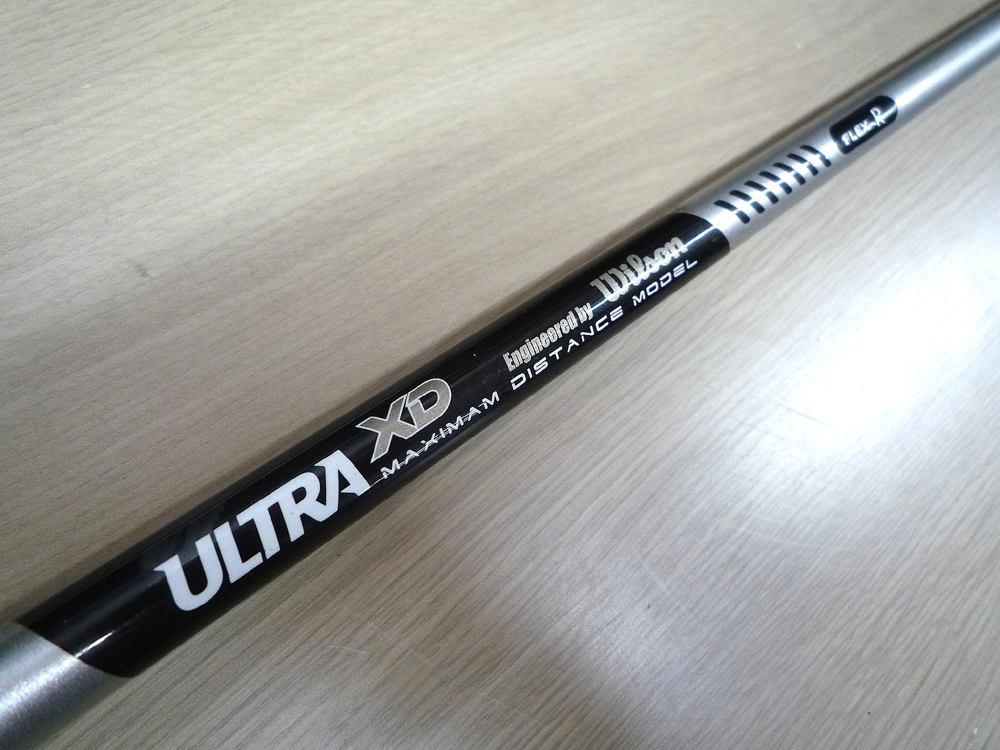 ULTRA XD
Engineered by Wilson
MAXIMAM DISTANCE MODEL
FLEX-R